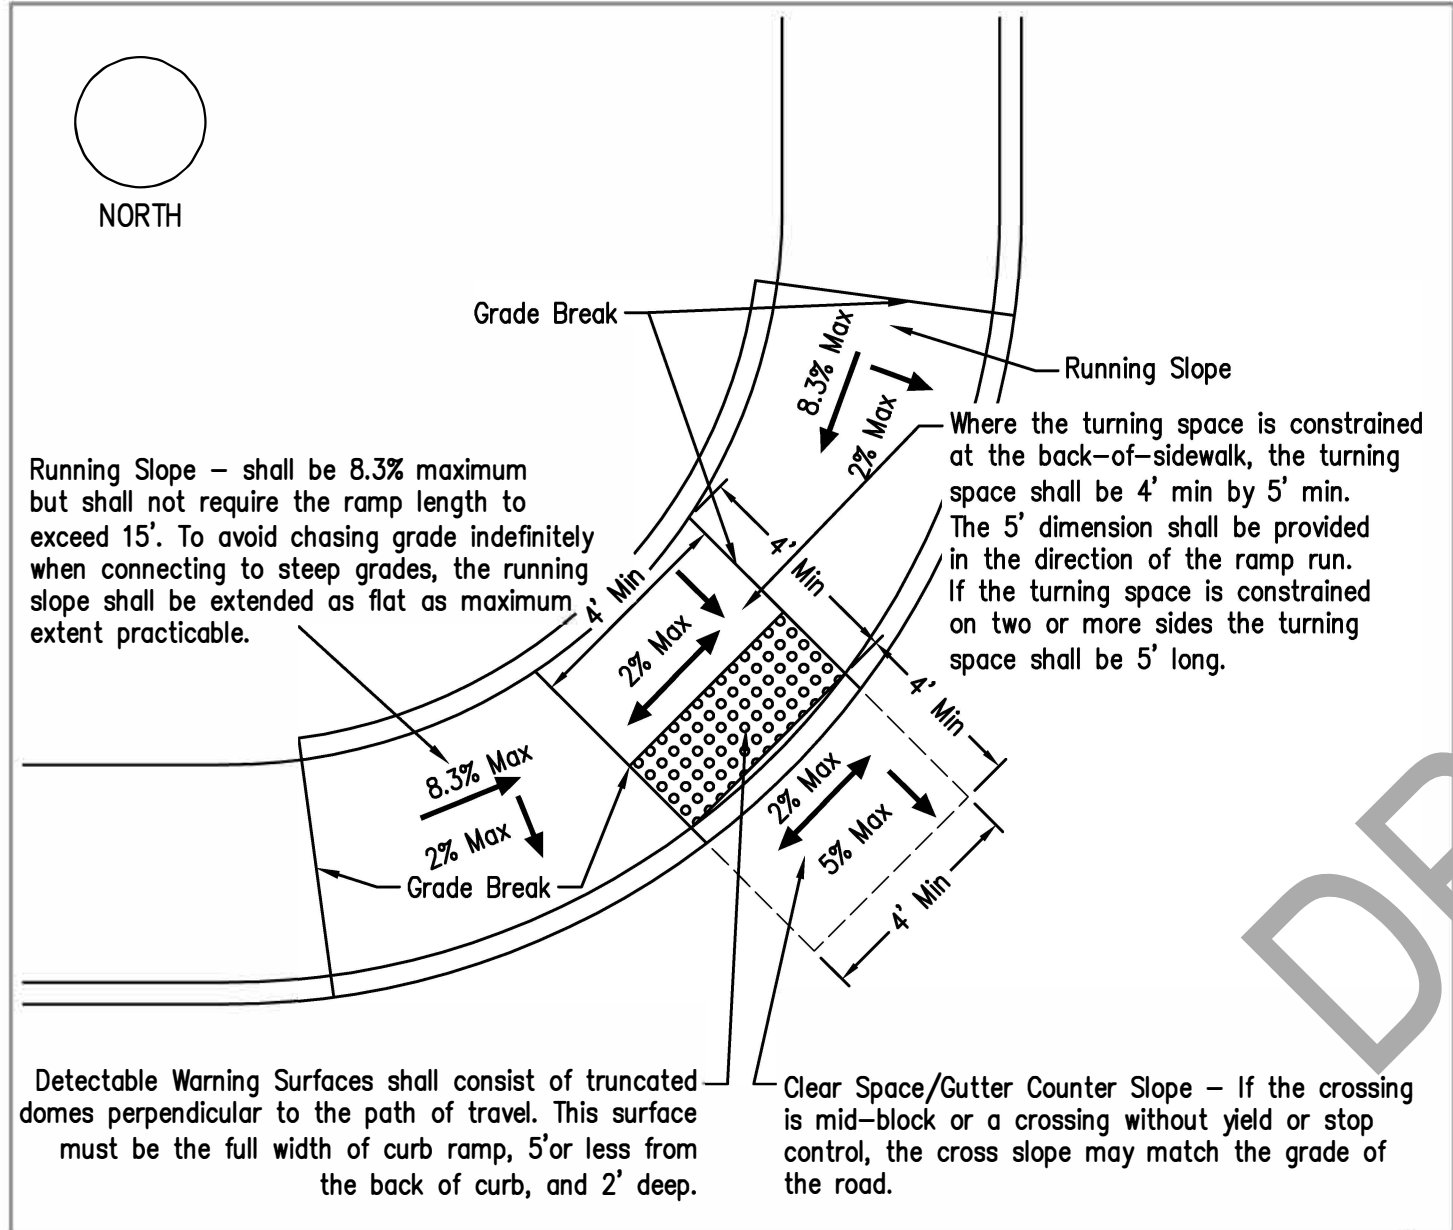 NORTH
Grade Break
8.3% Max
2% Max
Running Slope
Where the turning space is constrained
at the back-of-sidewalk, the turning
space shall be 4' min by 5' min.
The 5' dimension shall be provided
in the direction of the ramp run.
If the turning space is constrained
on two or more sides the turning
space shall be 5' long.
Running Slope – shall be 8.3% maximum
but shall not require the ramp length to
exceed 15'. To avoid chasing grade indefinitely
when connecting to steep grades, the running
slope shall be extended as flat as maximum
extent practicable.
4' Min
4' Min
2% Max
4' Min
8.3% Max
2% Max
Grade Break
2% Max
5% Max
4' Min
Detectable Warning Surfaces shall consist of truncated
domes perpendicular to the path of travel. This surface
must be the full width of curb ramp, 5'or less from
the back of curb, and 2' deep.
Clear Space/Gutter Counter Slope – If the crossing
is mid-block or a crossing without yield or stop
control, the cross slope may match the grade of
the road.